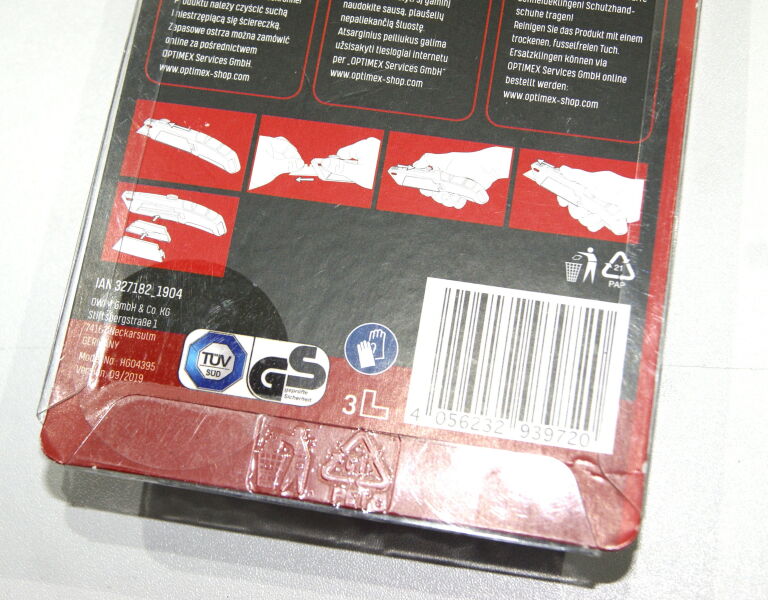 Produktu należy czyścić suchą
i niestrzępiącą się ściereczką.
Zapasowe ostrza można zamówić
online za pośrednictwem
OPTIMEX Services GmbH.
www.optimex-shop.com
naudokite sausą, plaušelių
nepaliekančią šluostę.
Atsarginius peiliukus galima
užsisakyti tiesiogiai internetu
per „OPTIMEX Services GmbH“
www.optimex-shop.com
schuhe tragen!
Reinigen Sie das Produkt mit einem
trockenen, fusselfreien Tuch.
Ersatzklingen können via
OPTIMEX Services GmbH online
bestellt werden:
www.optimex-shop.com
21
PAP
IAN 327182_1904
OWIM GmbH & Co. KG
Stiftsbergstraße 1
Neckarsulm
GERMANY
Model No.: HG04395
Version: 09/2019
TÜV
SÜD
GS
geprüfte
Sicherheit
3
4 056232 939720